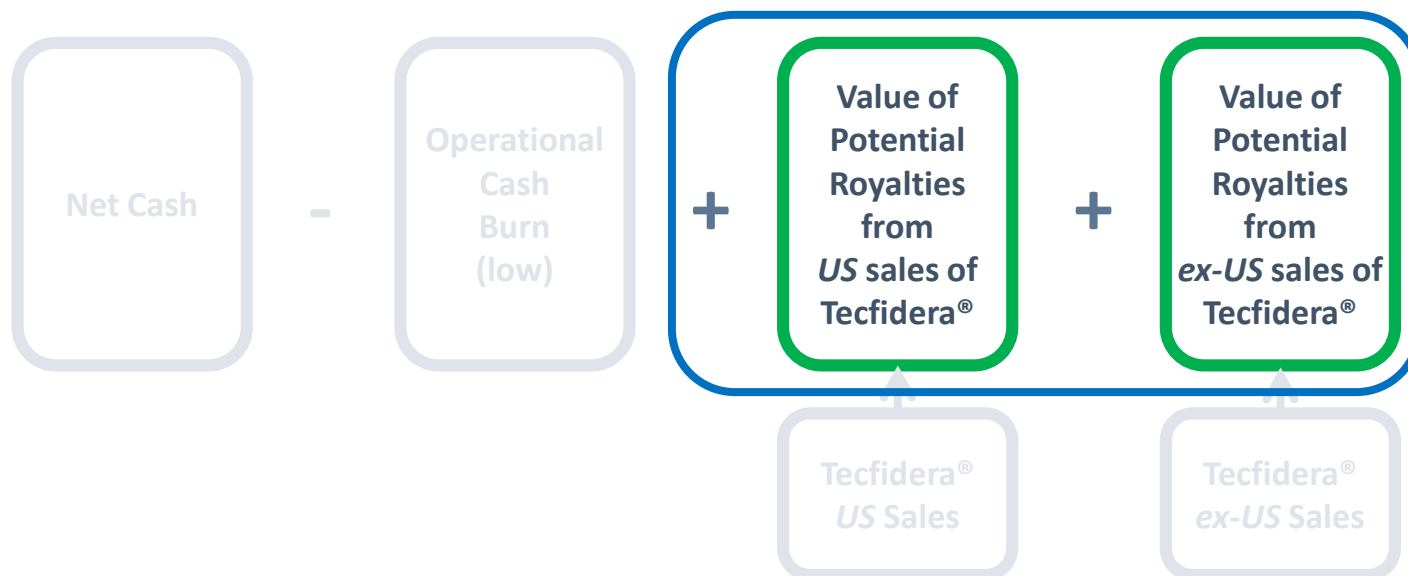 Net Cash
-
Operational
Cash
Burn
(low)
+
Value of
Potential
Royalties
from
US sales of
Tecfidera®
+
Value of
Potential
Royalties
from
ex-US sales of
Tecfidera®
Tecfidera®
US Sales
Tecfidera®
ex-US Sales